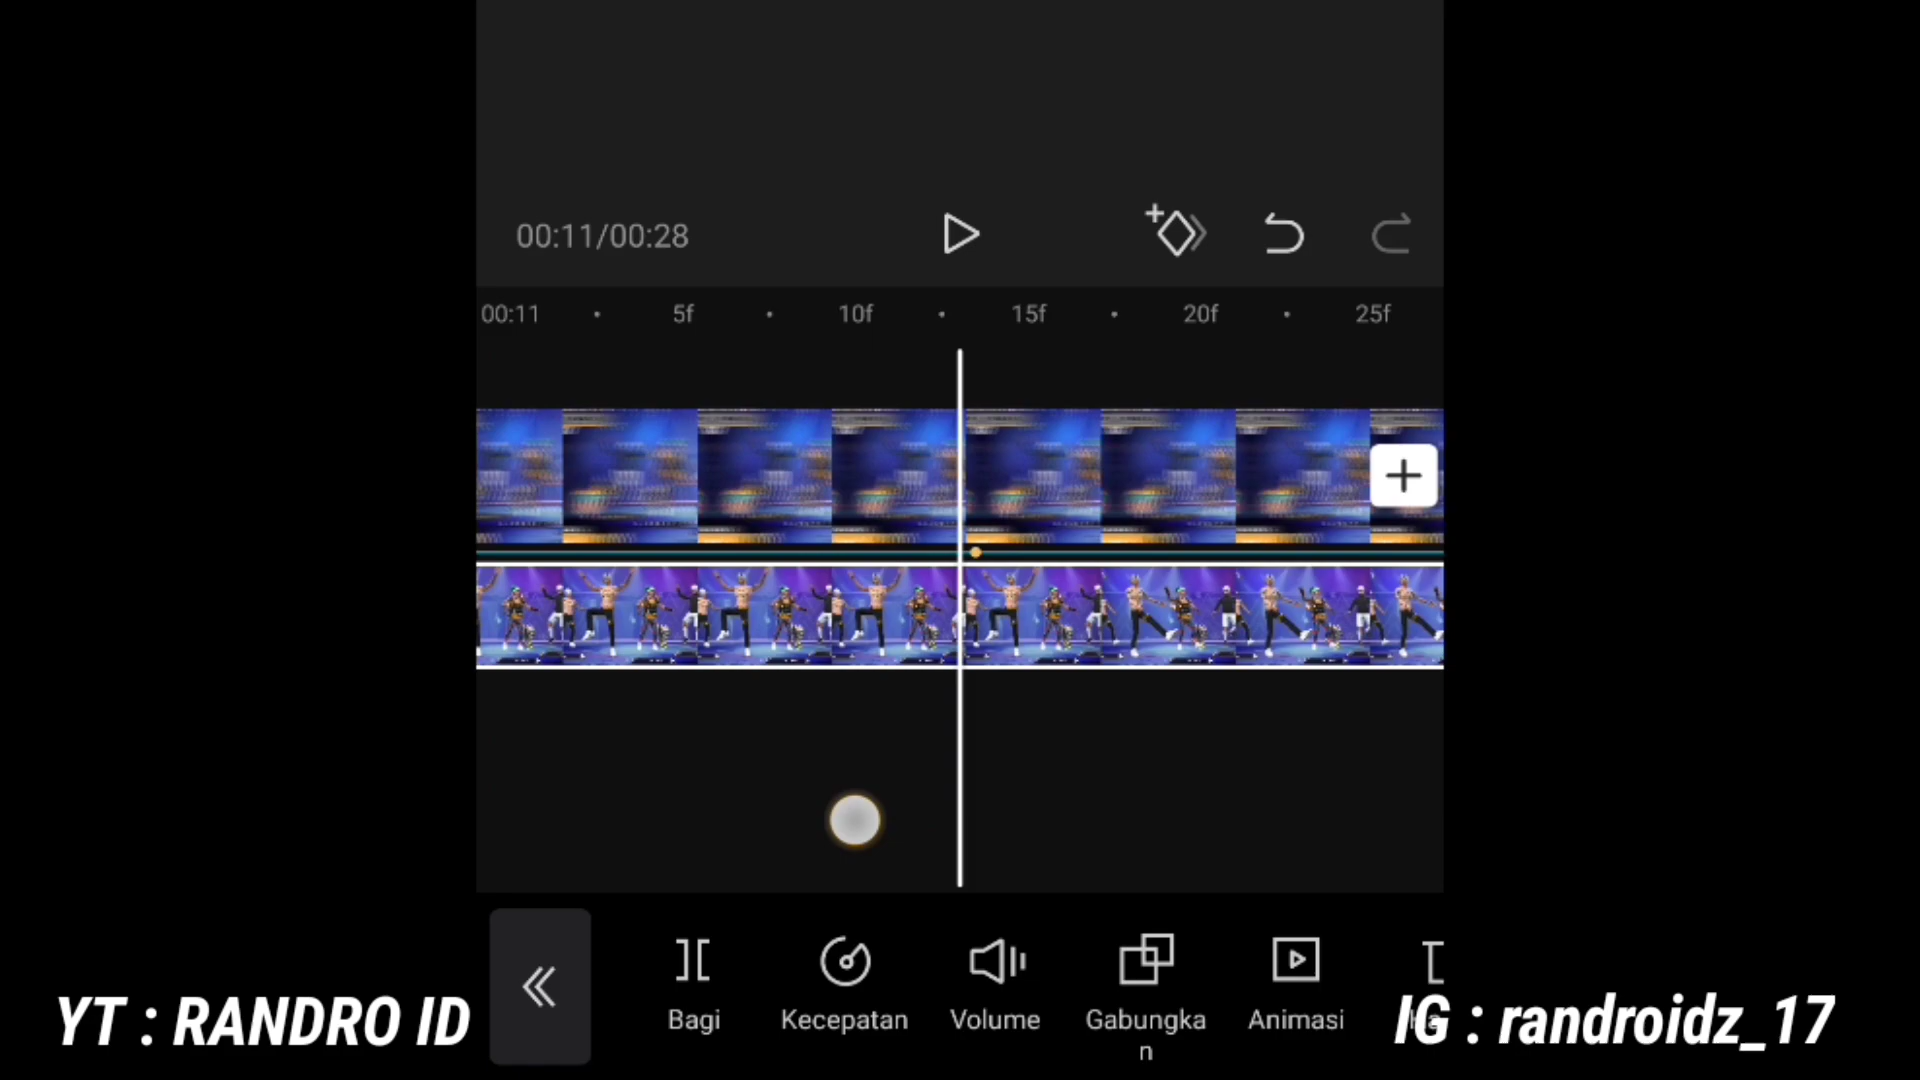 00:11/00:28
00:11 5f 10f 15f 20f 25f
Bagi Kecepatan Volume Gabungka Animasi
n
YT : RANDRO ID
IG : randroidz_17